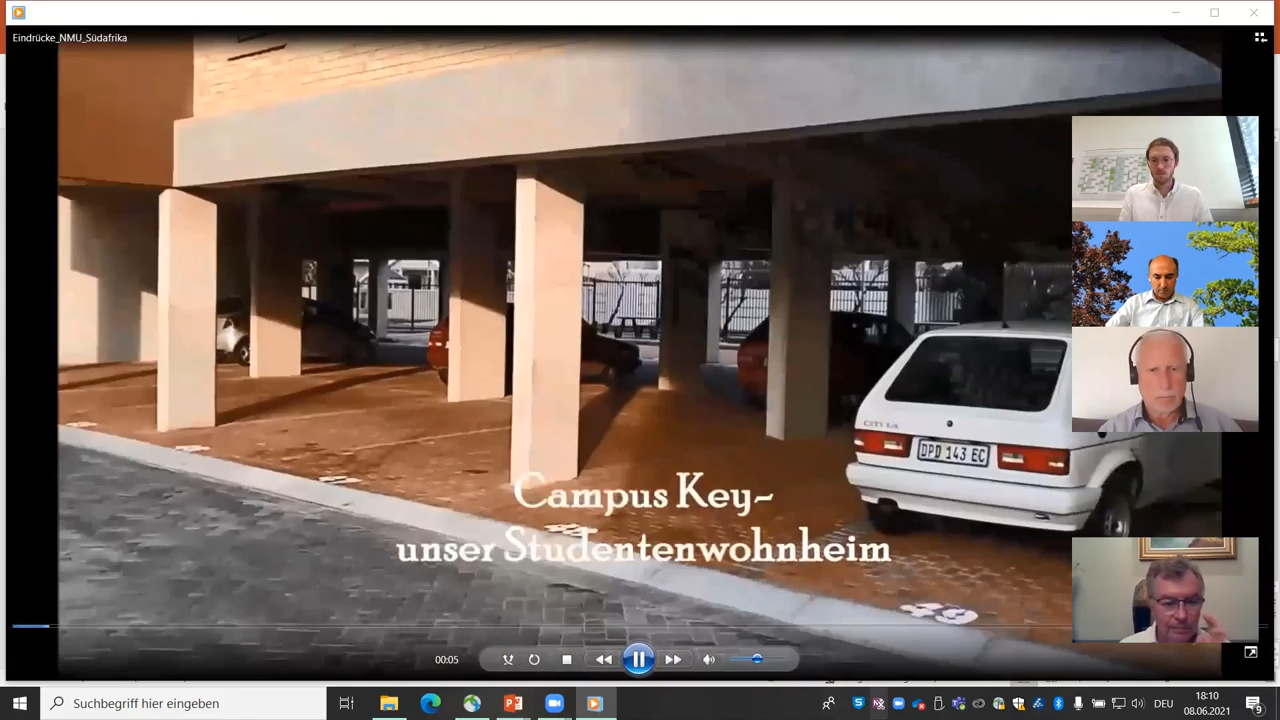 Eindrücke_NMU_Südafrika
CITI
DPD 143 EC
Campus Key-
unser Studentenwohnheim
00:05
Suchbegriff hier eingeben
DEU
18:10
08.06.2021
9